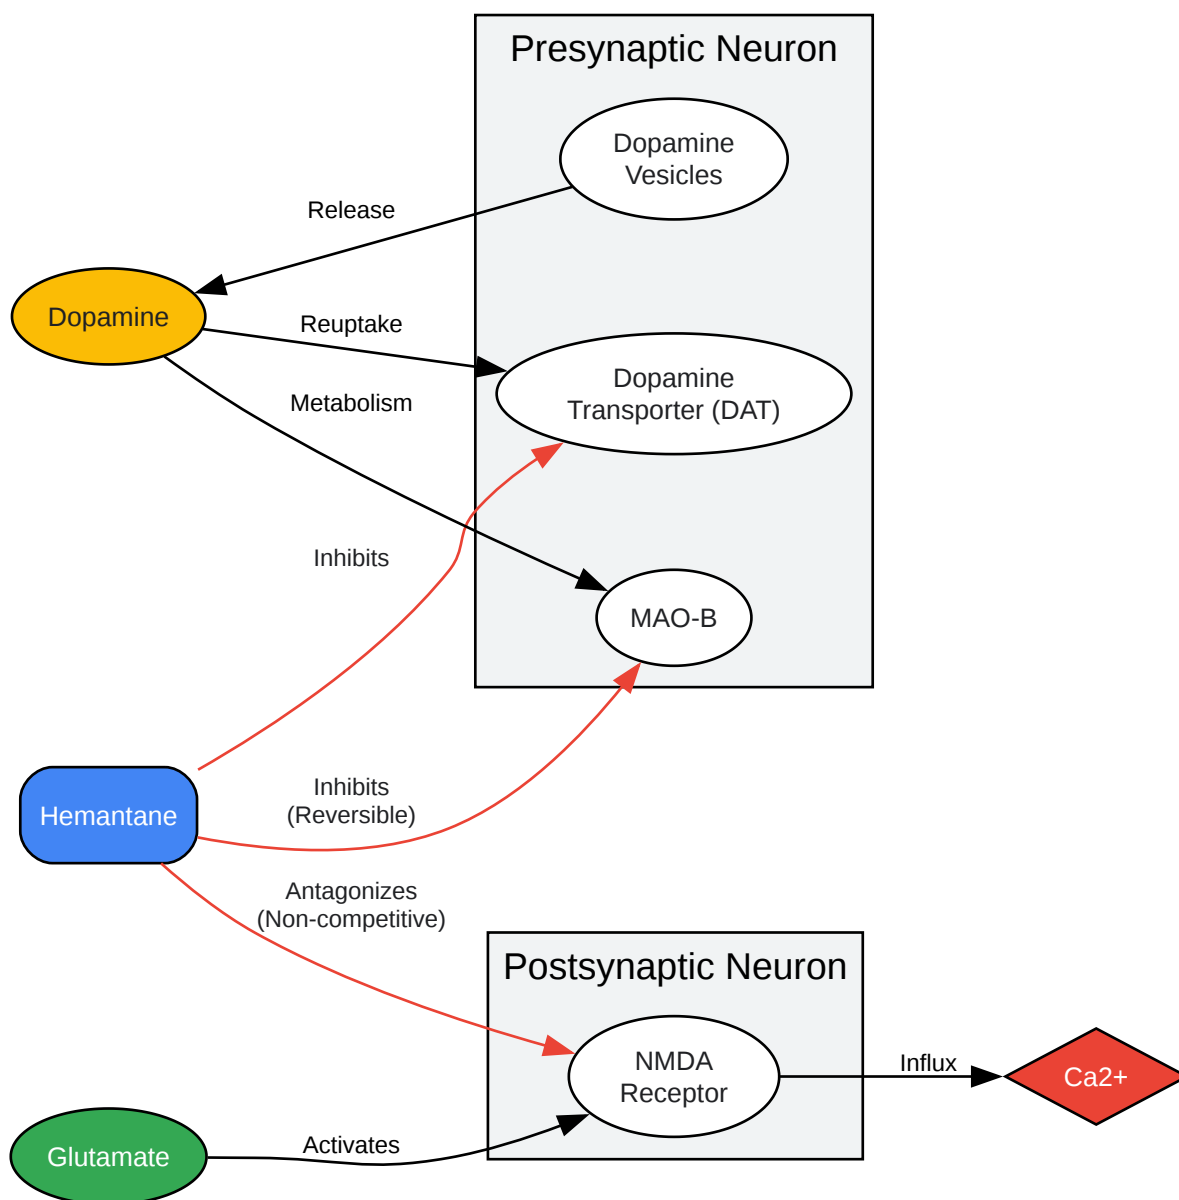 Presynaptic Neuron
Dopamine
Vesicles
Release
Dopamine
Reuptake
Dopamine
Transporter (DAT)
Metabolism
Inhibits
MAO-B
Hemantane
Inhibits
(Reversible)
Antagonizes
(Non-competitive)
Postsynaptic Neuron
NMDA
Receptor
Influx
Ca2+
Glutamate
Activates